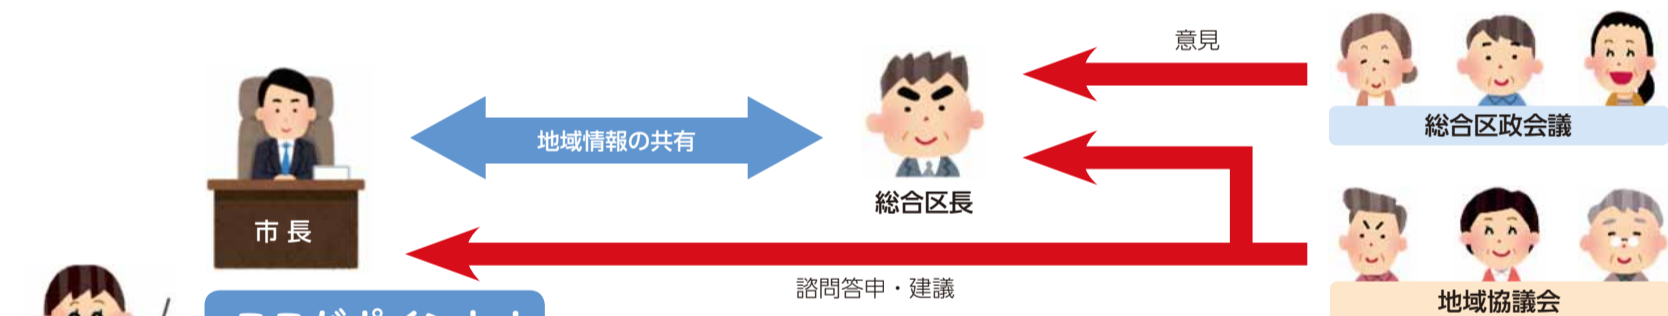 意見
総合区政会議
地域情報の共有
総合区長
市長
諮問答申・建議
地域協議会